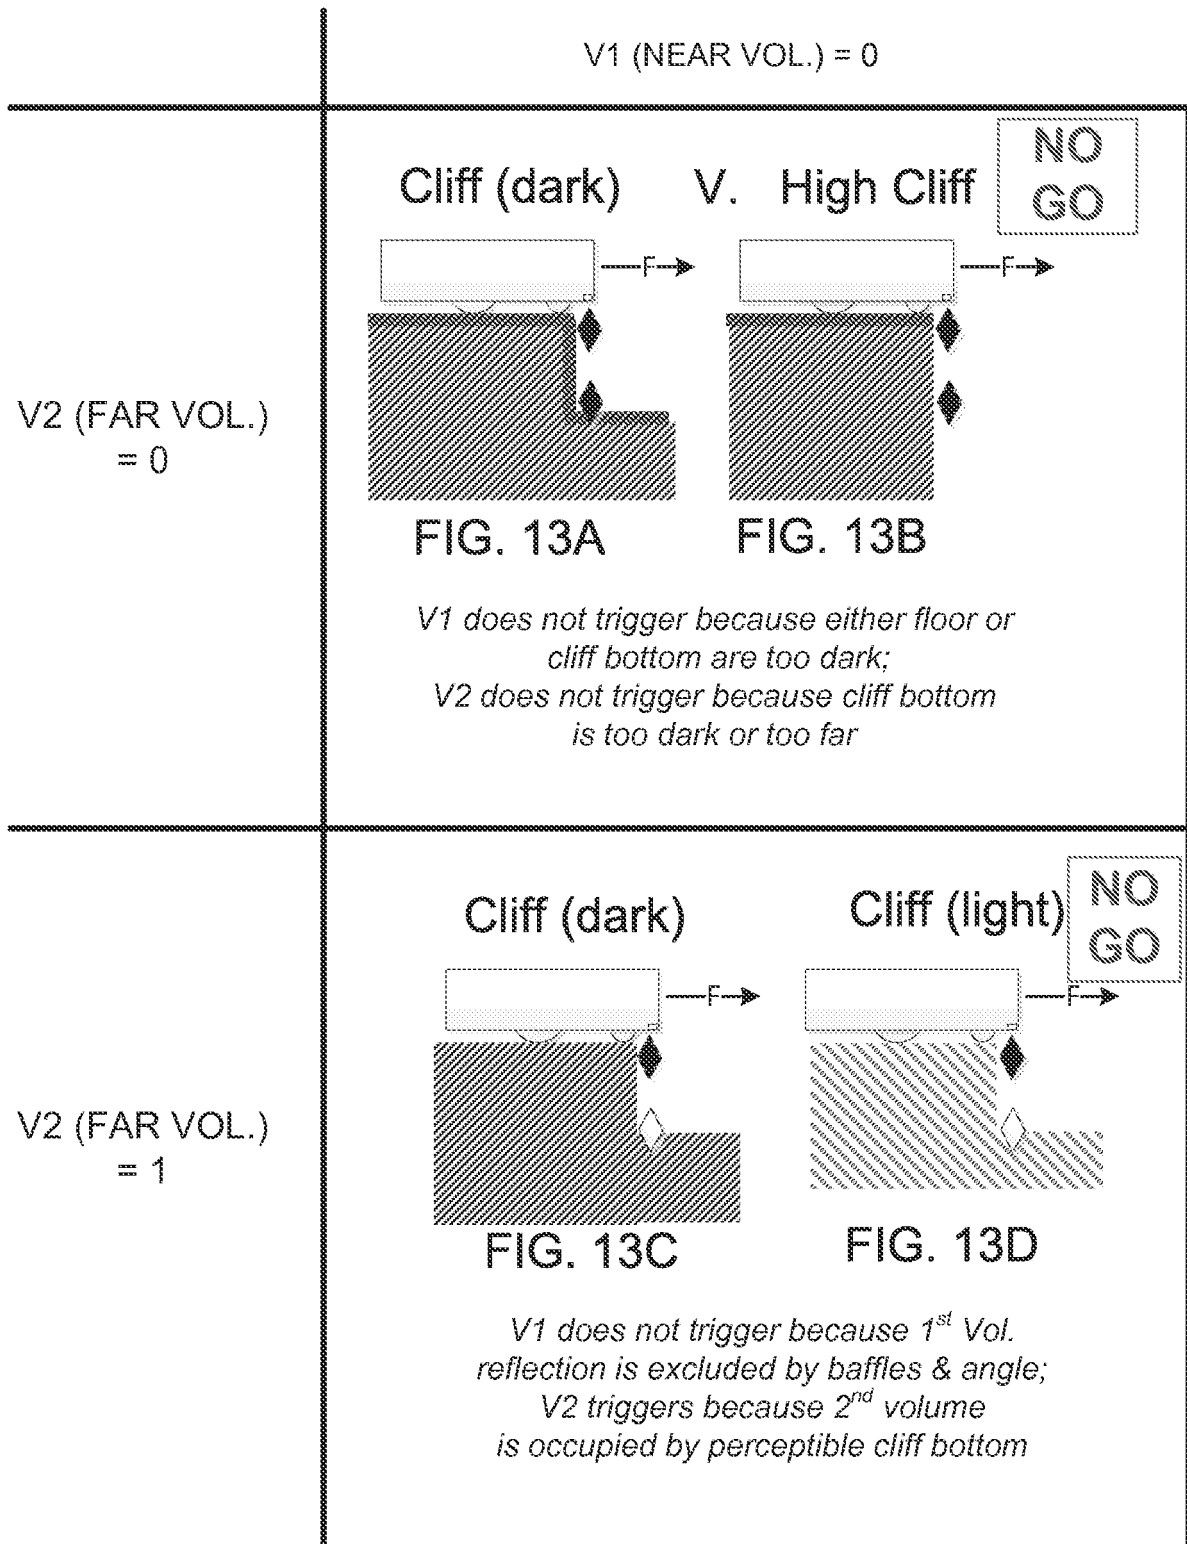 V1 (NEAR VOL.) = 0
NO
GO
Cliff (dark) V. High Cliff
F
F
V2 (FAR VOL.)
= 0
FIG. 13A
FIG. 13B
V1 does not trigger because either floor or
cliff bottom are too dark;
V2 does not trigger because cliff bottom
is too dark or too far
NO
GO
Cliff (dark)
Cliff (light)
F
F
V2 (FAR VOL.)
= 1
FIG. 13C
FIG. 13D
V1 does not trigger because 1st Vol.
reflection is excluded by baffles & angle;
V2 triggers because 2nd volume
is occupied by perceptible cliff bottom